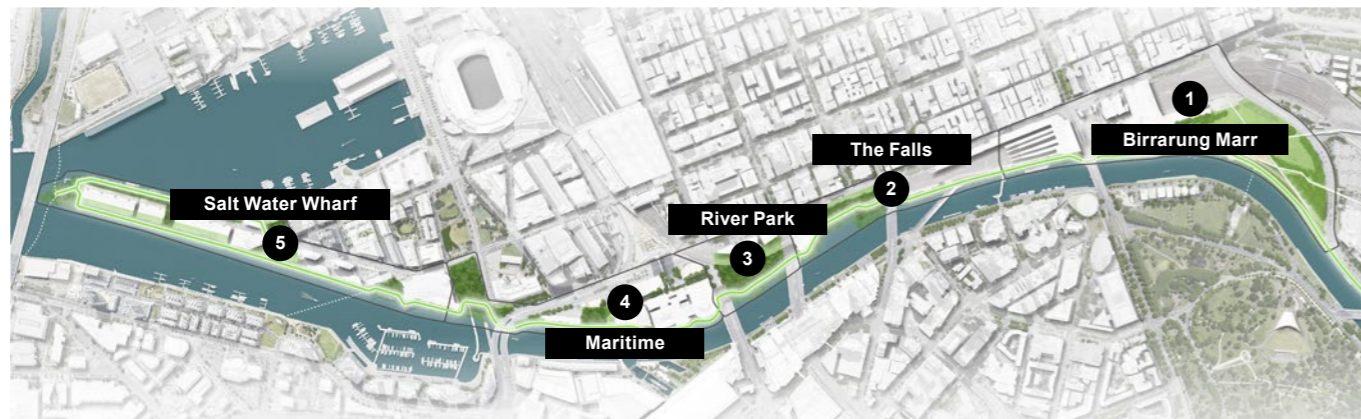 1
Birrarung Marr
The Falls
2
River Park
3
4
Maritime
Salt Water Wharf
5